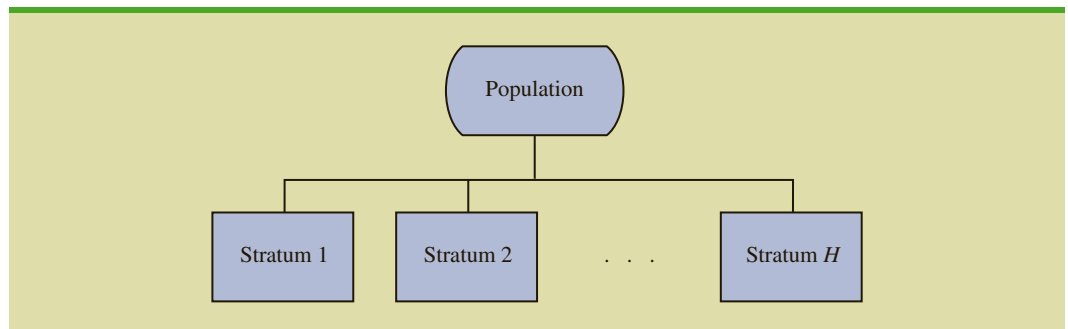 Population
Stratum 1
Stratum 2
. . .
Stratum H